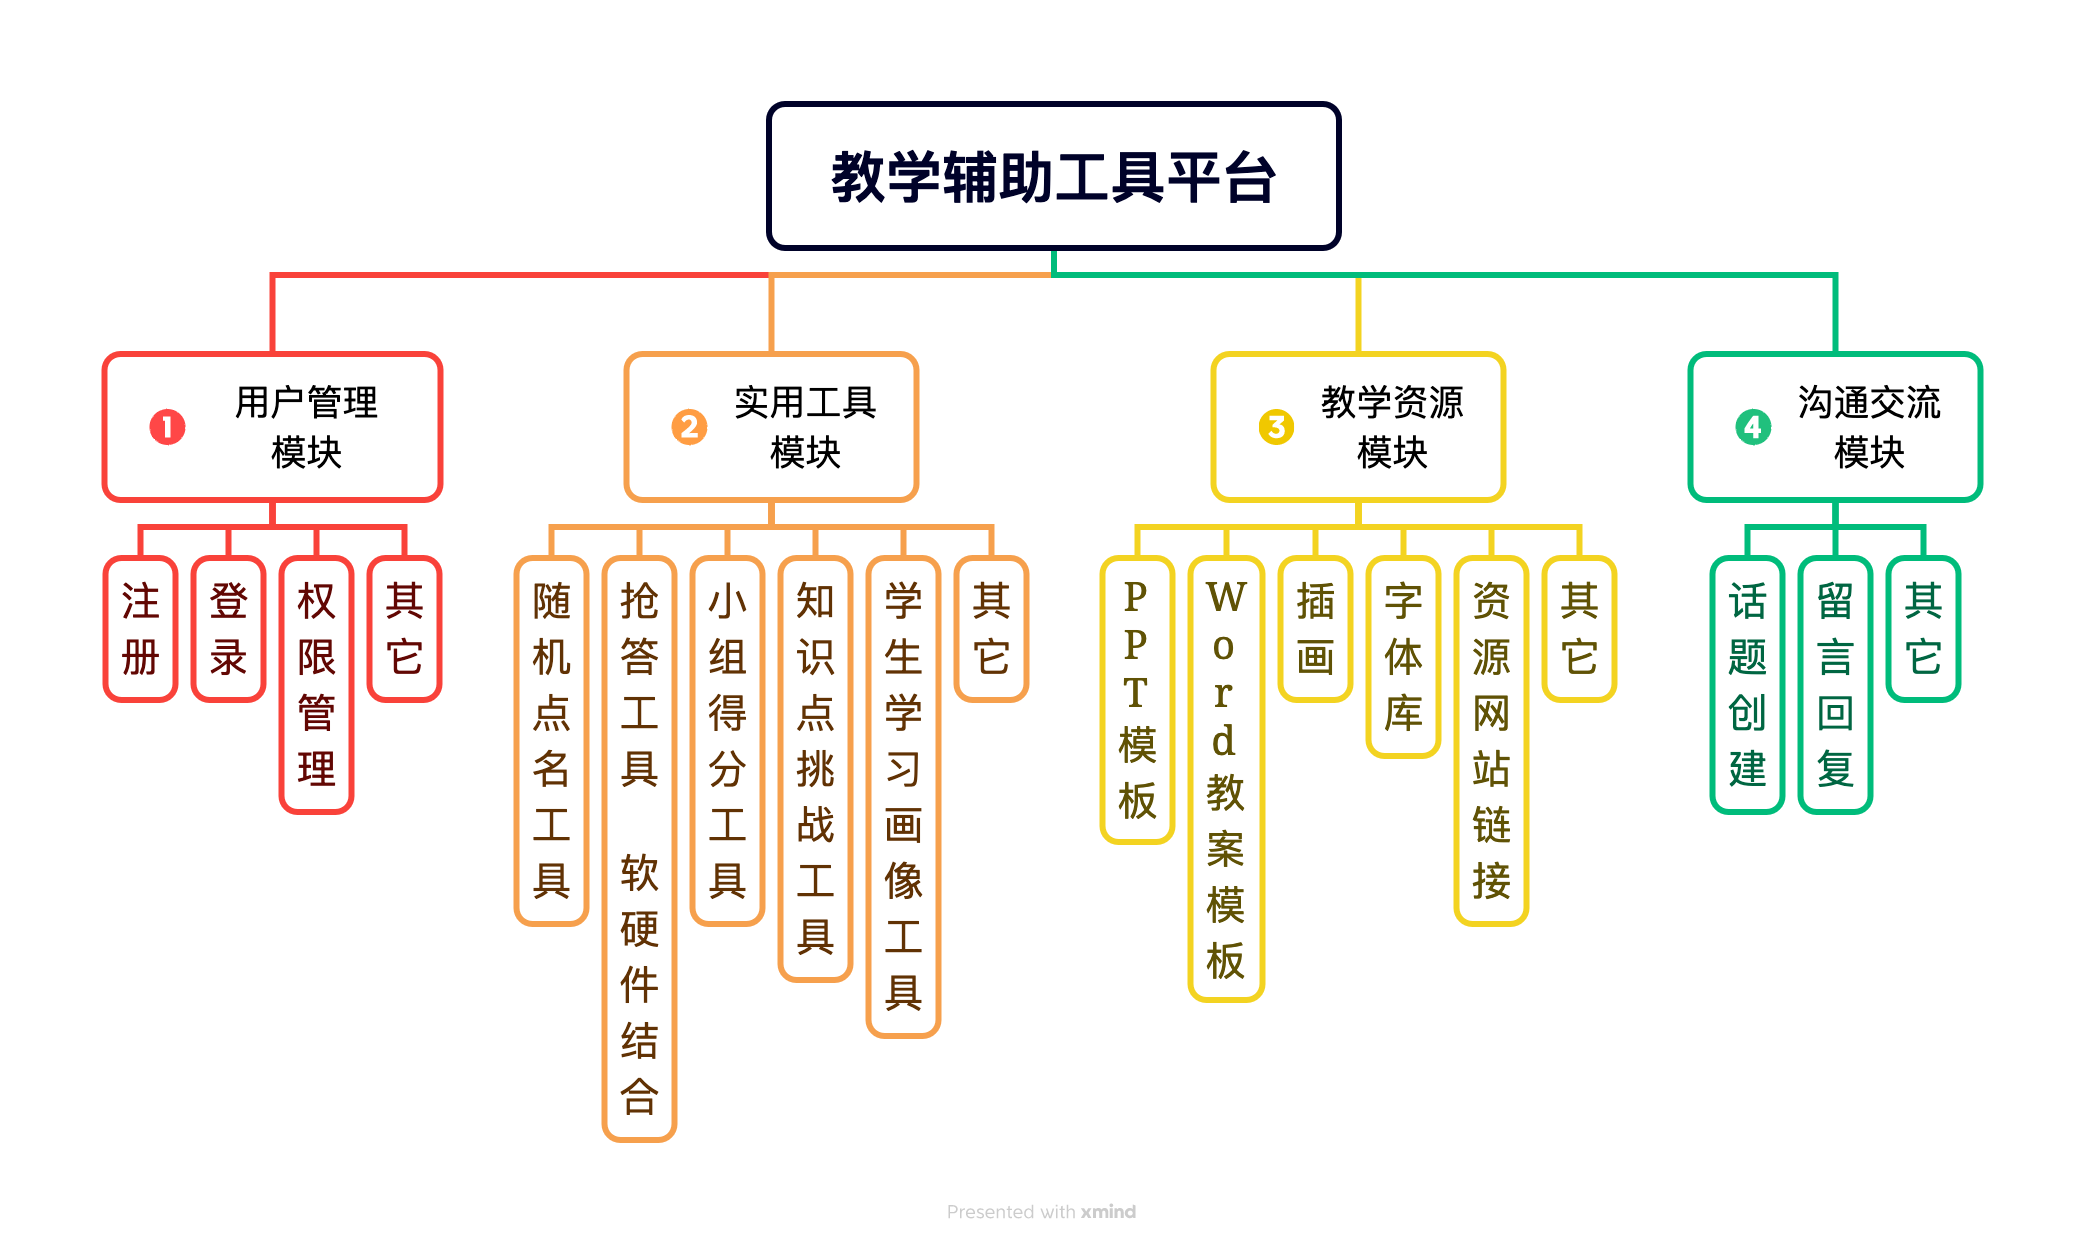 教学辅助工具平台
1
用户管理
模块
2
实用工具
模块
3
教学资源
模块
4
沟通交流
模块
注册
登录
权限管理
其它
随机点名工具
抢答工具 软硬件结合
小组得分工具
知识点挑战工具
学生学习画像工具
其它
PPT模板
Word教案模板
插画
字体库
资源网站链接
其它
话题创建
留言回复
其它
Presented with xmind